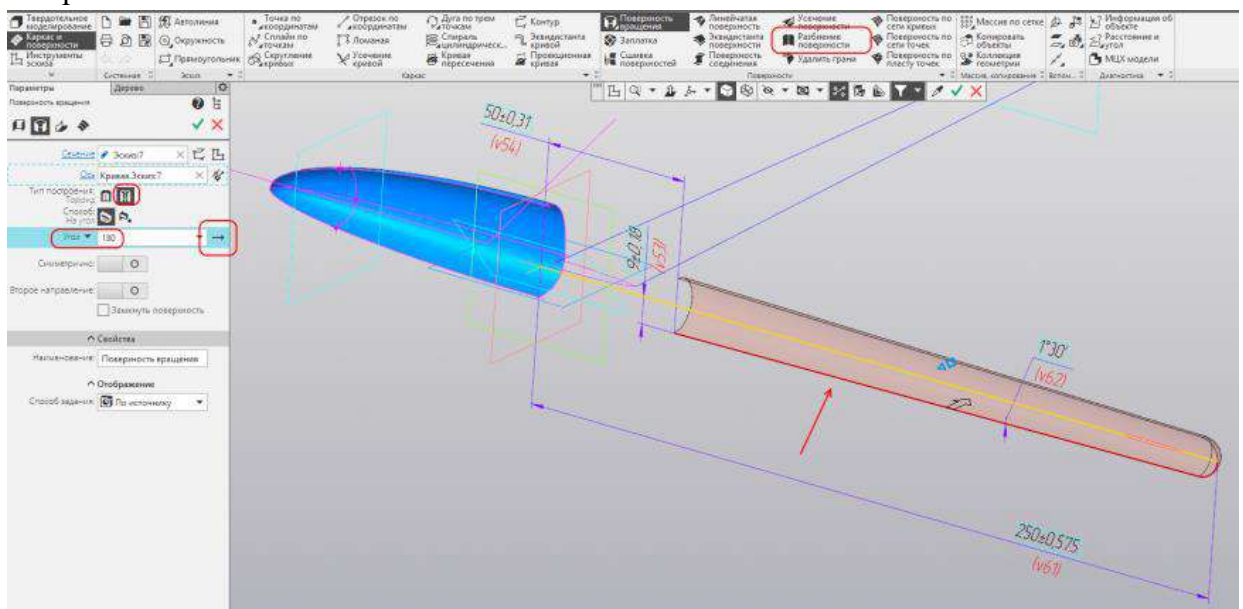 Твердотельное моделирование
Каркас и поверхности
Инструменты эскиза
Системная
Автолиния
Окружность
Прямоугольник
Эскиз
Точка по координатам
Сплайн по точкам
Скругление кривых
Отрезок по координатам
Ломаная
Усечение кривой
Дуга по трем точкам
Спираль цилиндрическ...
Кривая пересечения
Контур
Эквидистанта кривой
Проекционная кривая
Каркас
Поверхность вращения
Заплатка
Сшивка поверхностей
Линейчатая поверхность
Эквидистанта поверхности
Поверхность соединения
Усечение поверхности
Разбиение поверхности
Удалить грани
Поверхность по сети кривых
Поверхность по сети точек
Поверхность по пласту точек
Поверхности
Массив по сетке
Копировать объекты
Коллекция геометрии
Массив, копирование
Вспом...
Информация об объекте
Расстояние и угол
МЦХ модели
Диагностика
Параметры
Дерево
Поверхность вращения
Сечение
Эскиз:7
Ось
Кривая.Эскиз:7
Тип построения:
Тороид
Способ:
На угол
Угол
180
Симметрично:
Второе направление:
Замкнуть поверхность
Свойства
Наименование:
Поверхность вращения
Отображение
Способ задания:
По источнику
50±0,31
(v54)
9±0,18
(v53)
1°30'
(v62)
250±0,575
(v61)